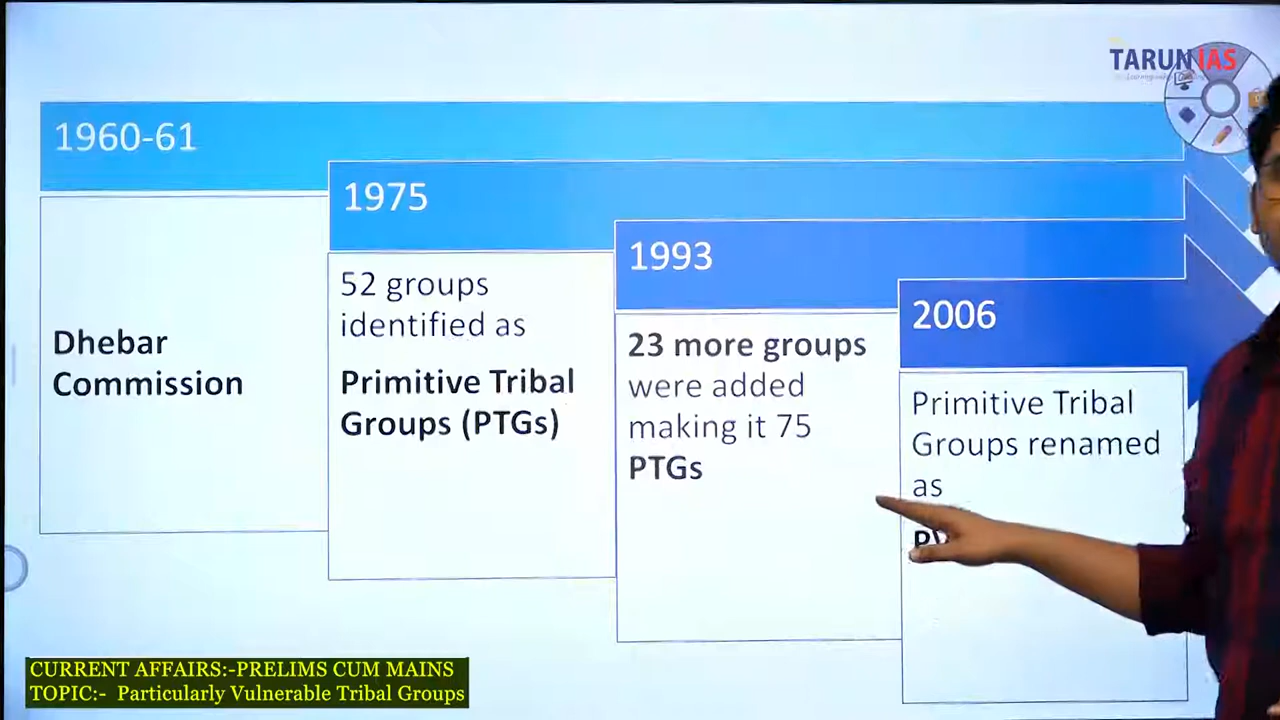 TARUN IAS
1960-61
Dhebar
Commission
1975
52 groups
identified as
Primitive Tribal
Groups (PTGs)
1993
23 more groups
were added
making it 75
PTGs
2006
Primitive Tribal
Groups renamed
as
CURRENT AFFAIRS:-PRELIMS CUM MAINS
TOPIC:- Particularly Vulnerable Tribal Groups